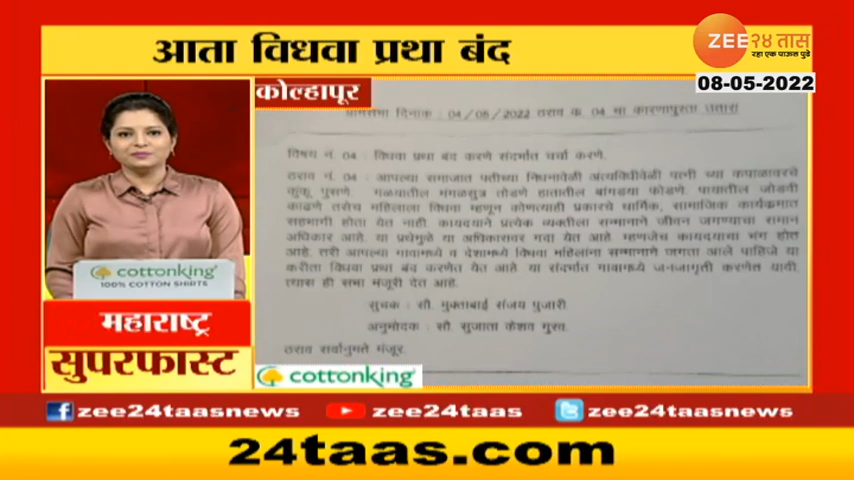 आता विधवा प्रथा बंद
ZEE २४ तास
रहा एक पाऊल पुढे
08-05-2022
कोल्हापूर
ग्रामसभा दिनांक : 04/05/2022 ठराव क्र. 04 चा कारणापुरता उतारा
विषय नं. 04 : विधवा प्रथा बंद करणे संदर्भात चर्चा करणे.
ठराव नं. 04 : आपल्या समाजात पतीच्या निधनावेळी अंत्यविधीवेळी पत्नी च्या कपाळावरचे
कुंकू पुसणे, गळ्यातील मंगळसुत्र तोडणे हातातील बांगडया फोडणे. पायातील जोडवी
काढणे तसेच महिलाला विधवा म्हणून कोणत्याही प्रकारचे धार्मिक, सामाजिक कार्यक्रमात
सहभागी होता येत नाही. कायदयाने प्रत्येक व्यक्तीला सन्मानाने जीवन जगण्याचा समान
अधिकार आहे. या प्रथेमुळे या अधिकारावर गदा येत आहे. म्हणजेच कायदयाचा भंग होत
आहे. तरी आपल्या गावामध्ये व देशामध्ये विधवा महिलांना सन्मानाने जगता आले पाहिजे या
करीता विधवा प्रथा बंद करणेत येत आहे या संदर्भात गावामध्ये जनजागृती करणेत यावी.
त्यास ही सभा मंजूरी देत आहे.
सुचक : सौ. मुक्ताबाई संजय पुजारी.
अनुमोदक : सौ. सुजाता केशव गुरव.
ठराव सर्वानुमते मंजूर
cottonking
100% COTTON SHIRTS
महाराष्ट्र
सुपरफास्ट
cottonking
zee24taasnews
zee24taas
zee24taasnews
24taas.com